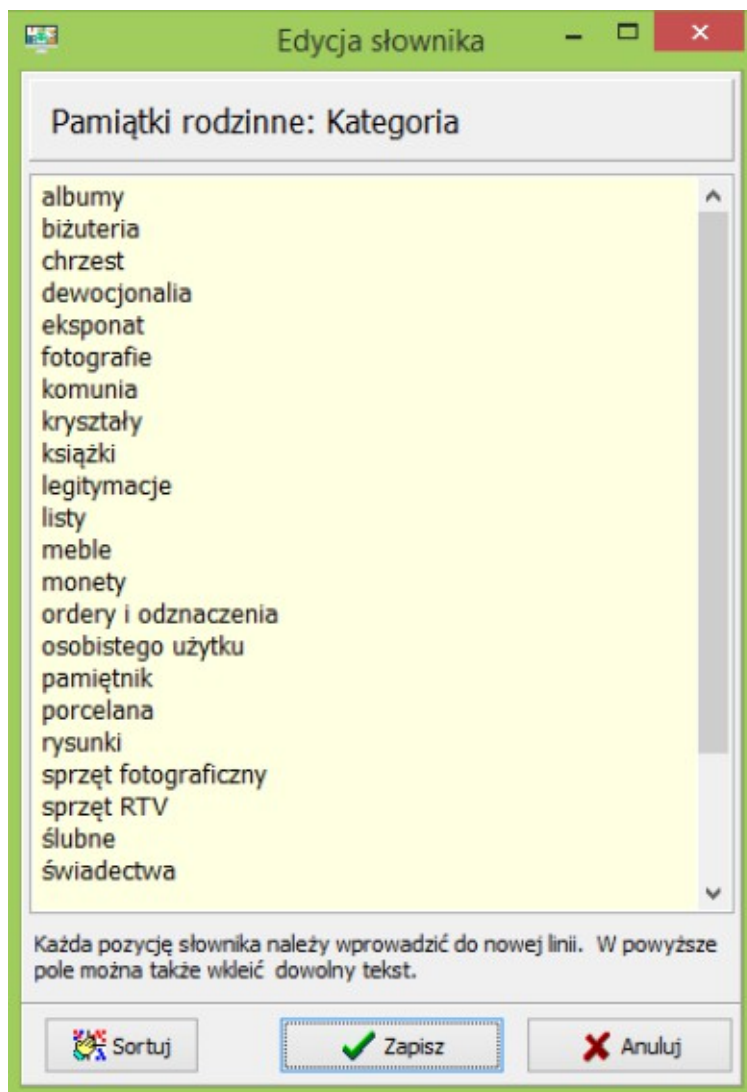 Edycja słownika
Pamiątki rodzinne: Kategoria
albumy
biżuteria
chrzest
dewocjonalia
eksponat
fotografie
komunia
kryształy
książki
legitymacje
listy
meble
monety
ordery i odznaczenia
osobistego użytku
pamiętnik
porcelana
rysunki
sprzęt fotograficzny
sprzęt RTV
ślubne
świadectwa
Każda pozycję słownika należy wprowadzić do nowej linii. W powyższe
pole można także wkleić dowolny tekst.
Sortuj Zapisz Anuluj